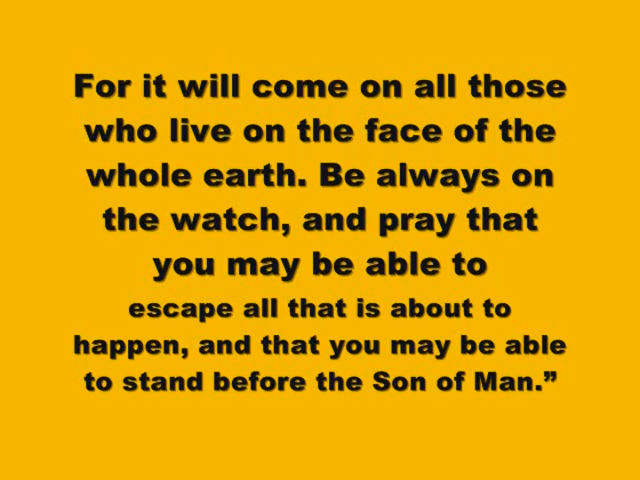 For it will come on all those
who live on the face of the
whole earth. Be always on
the watch, and pray that
you may be able to
escape all that is about to
happen, and that you may be able
to stand before the Son of Man.”